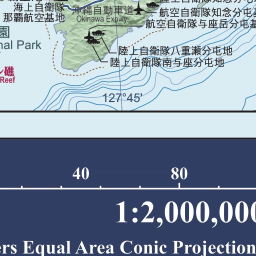 海上自衛隊
那覇航空基地
沖縄自動車道
Okinawa Expwy
航空自衛隊知念分屯地
航空自衛隊与座岳分屯地
園
nal Park
陸上自衛隊八重瀬分屯地
陸上自衛隊南与座分屯地
礁
Reef
127°45'
40
80
1:2,000,000
ers Equal Area Conic Projection